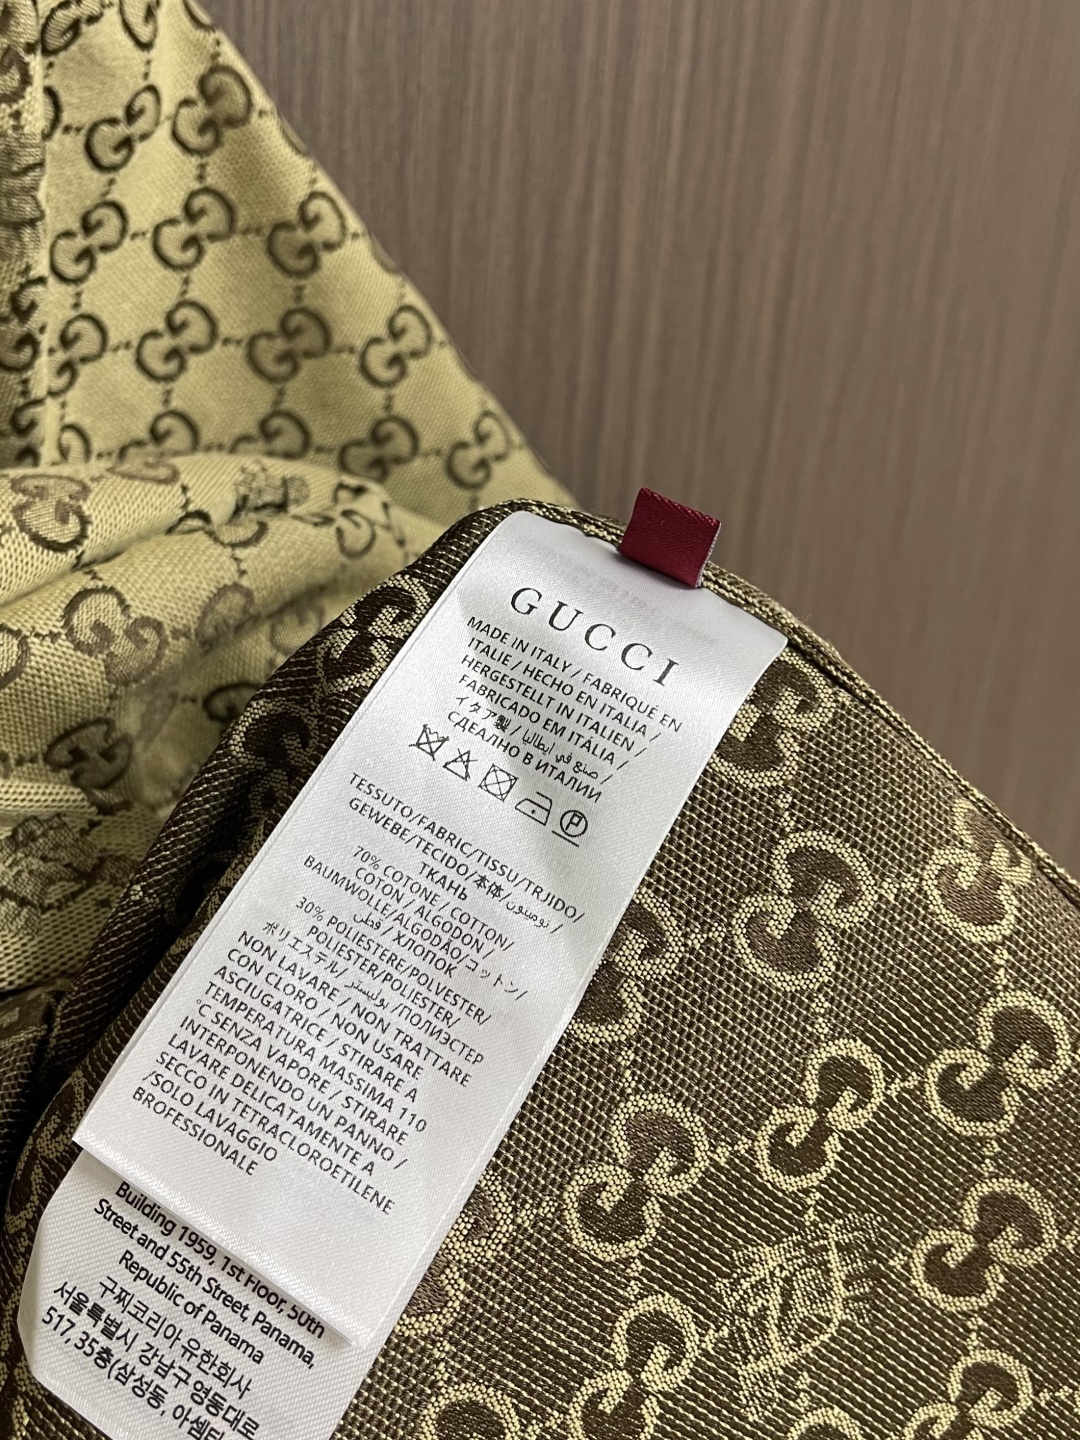 GUCCI
MADE IN ITALY / FABRIQUÉ EN
ITALIE / HECHO EN ITALIA /
HERGESTELLT IN ITALIEN /
FABRICADO EM ITÁLIA /
イタリア製 / صنع في ايطاليا /
СДЕАЛНО В ИТАЛИИ
P
TESSUTO/FABRIC/TISSU/TRJIDO/
GEWEBE/TECIDO/本体/
ТКАНЬ
70% COTONE / COTTON/
COTON / ALGODON /
BAUMWOLLE/ALGODÃO/コットン/
قطني / ХЛОПОК
30% POLIESTERE/POLVESTER/
POLIESTER/POLIESTER/
ポリエステル/ بوليستر /ПОЛИЭСТЕР
NON LAVARE / NON TRATTARE
CON CLORO / NON USARE
ASCIUGATRICE / STIRARE A
TEMPERATURA MASSIMA 110
°C SENZA VAPORE / STIRARE
INTERPONENDO UN PANNO /
LAVARE DELICATAMENTE A
SECCO IN TETRACLOROETILENE
/SOLO LAVAGGIO
BROFESSIONALE
Building 1959, 1st Floor, 50th
Street and 55th Street, Panama,
Republic of Panama
구찌코리아 유한회사
서울특별시 강남구 영동대로
517, 35층(삼성동, 아셈타